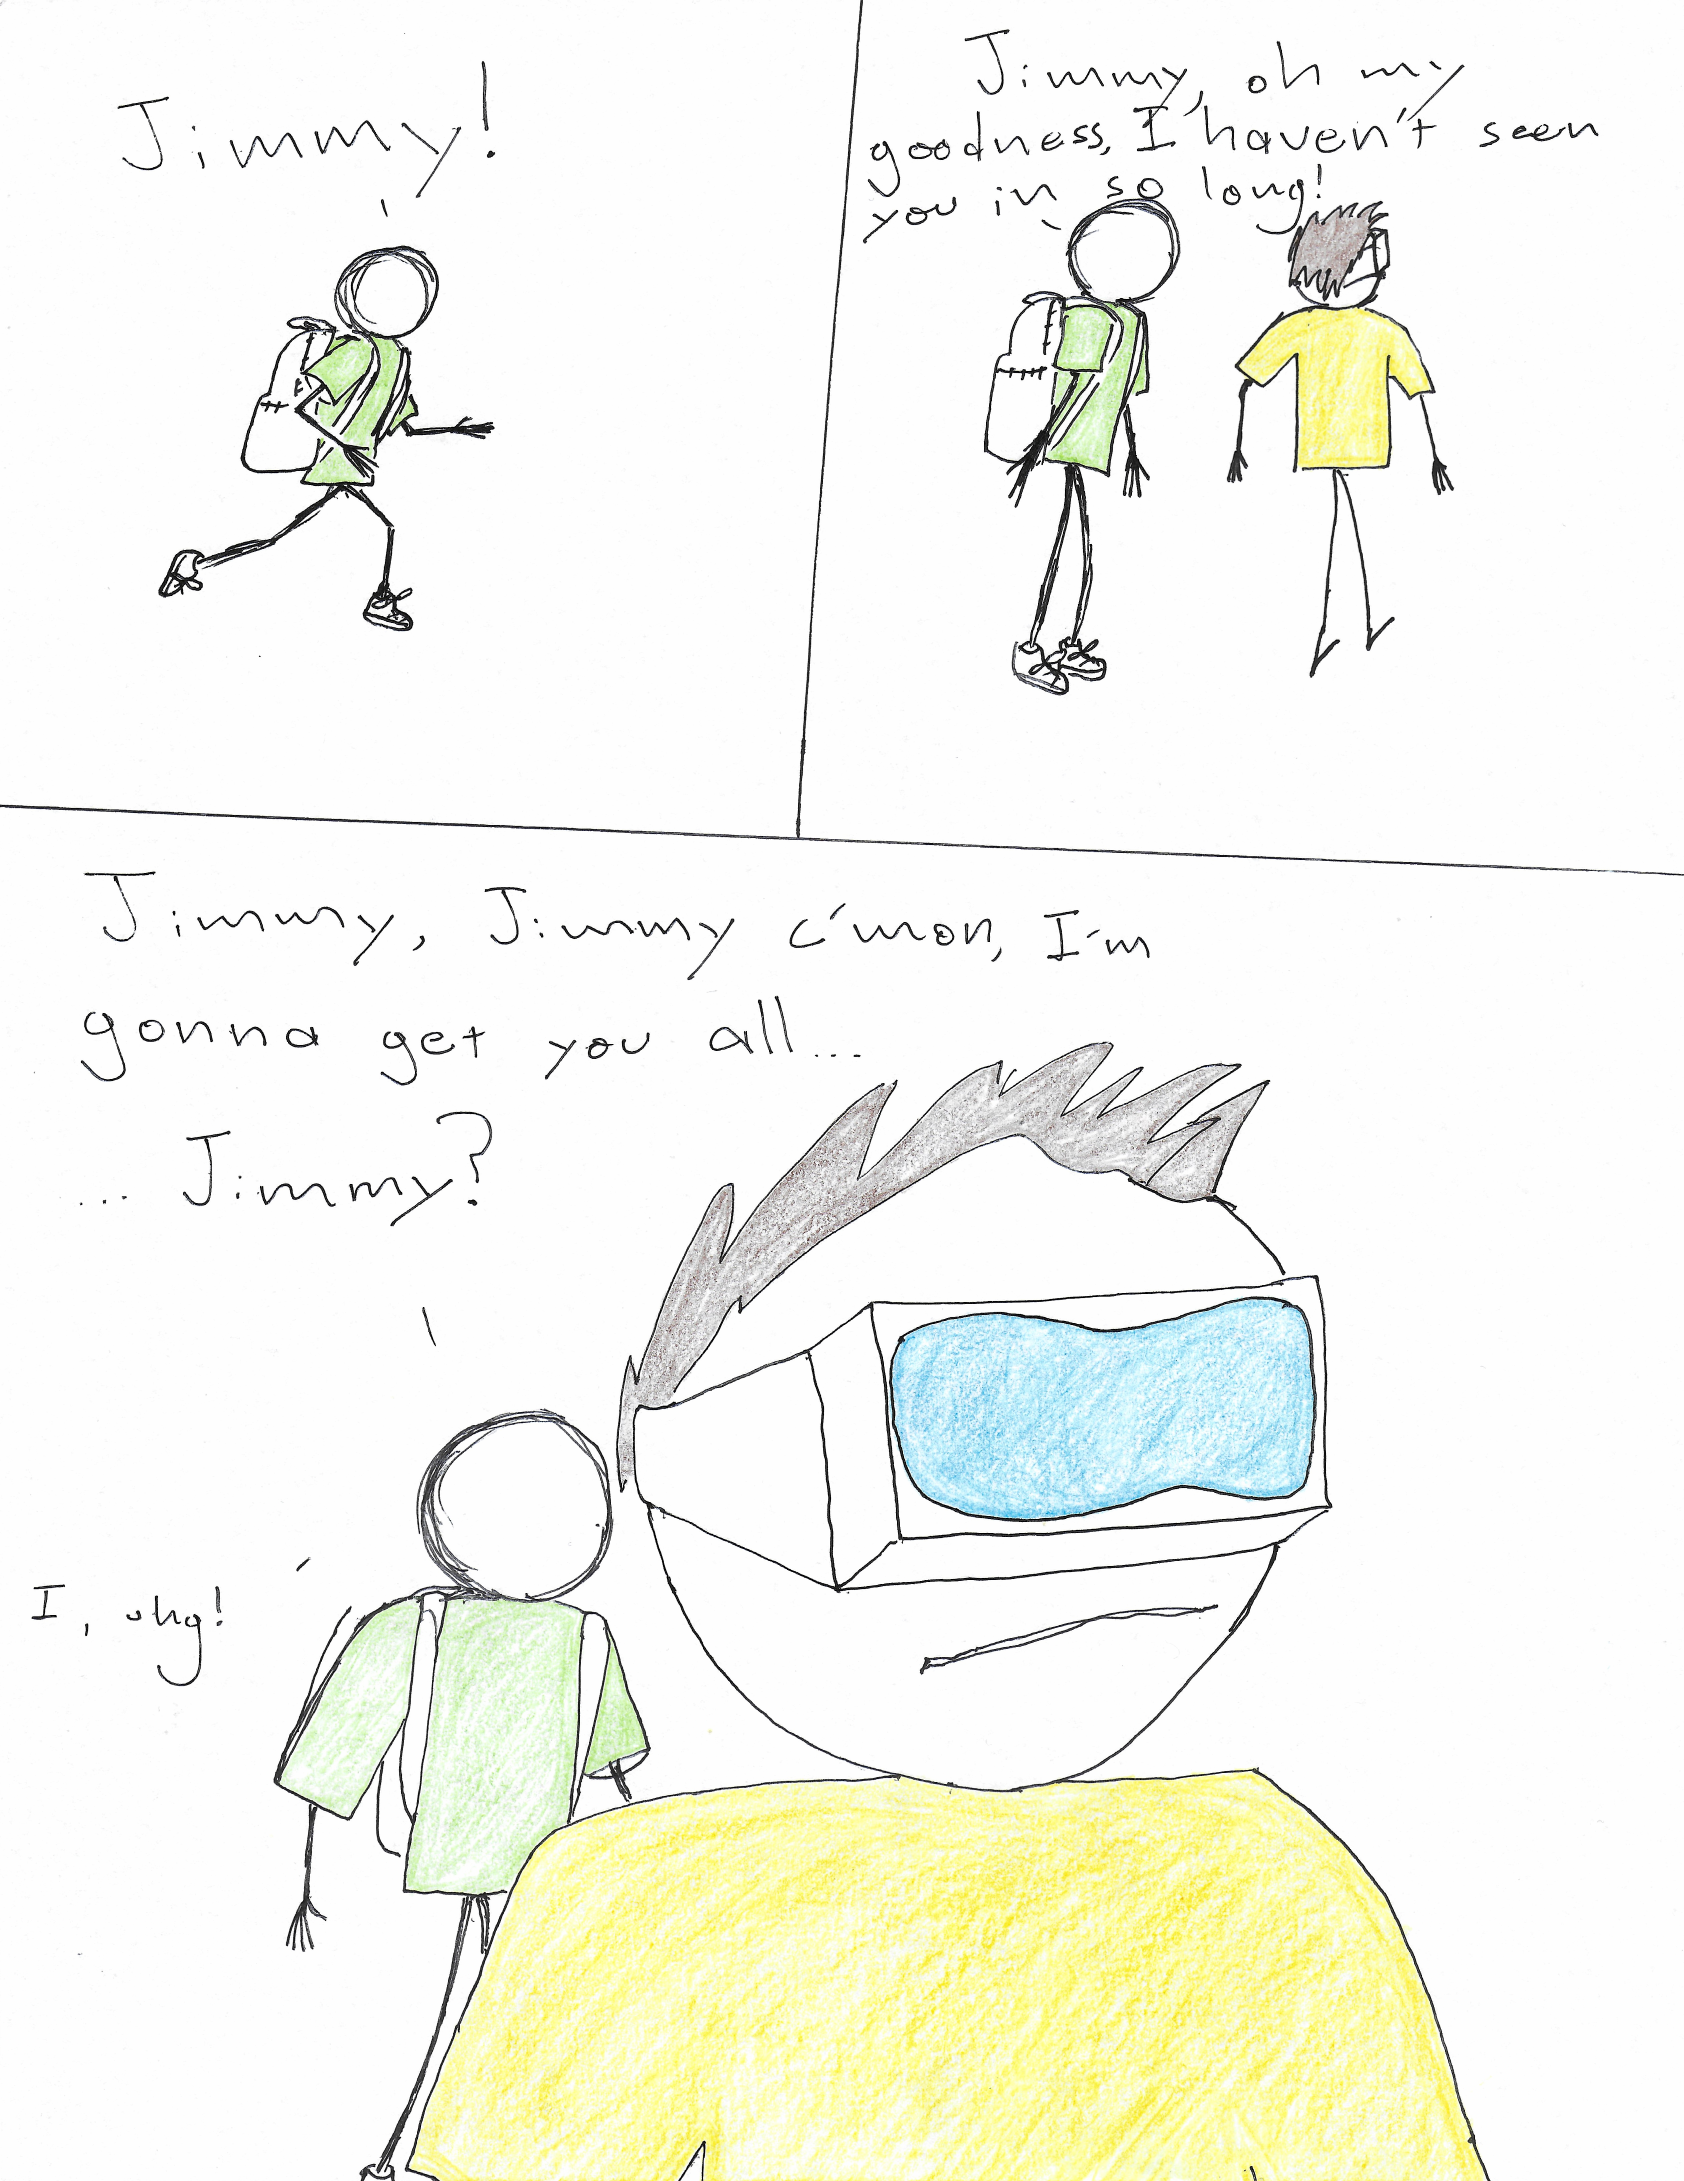 Jimmy!
Jimmy, oh my
goodness, I haven't seen
you in so long!
Jimmy, Jimmy c'mon, I'm
gonna get you all...
... Jimmy?
I, uhg!